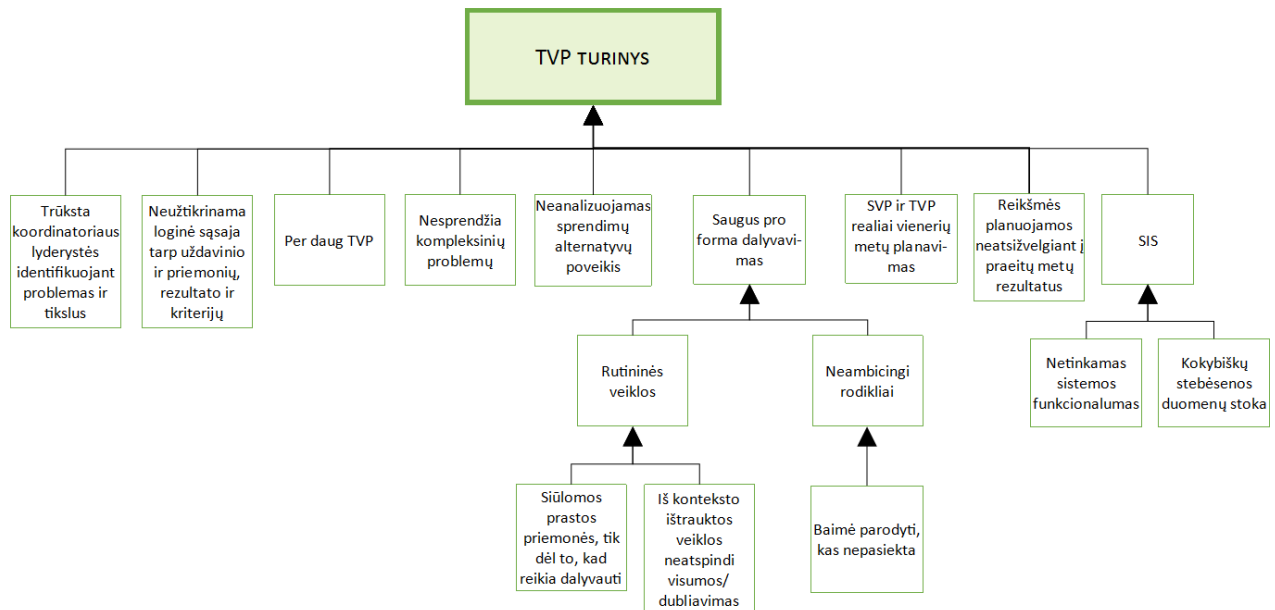 TVP TURINYS
Trūksta
koordinatoriaus
lyderystės
identifikuojant
problemas ir
tikslus
Neužtikrinama
loginė sąsaja
tarp uždavinio
ir priemonių,
rezultato ir
kriterijų
Per daug TVP
Nesprendžia
kompleksinių
problemų
Neanalizuojamas
sprendimų
alternatyvų
poveikis
Saugus pro
forma dalyvavi-
mas
SVP ir TVP
realiai vienerių
metų planavi-
mas
Reikšmės
planuojamos
neatsižvelgiant į
praeitų metų
rezultatus
SIS
Rutininės
veiklos
Neambicingi
rodikliai
Netinkamas
sistemos
funkcionalumas
Kokybiškų
stebėsenos
duomenų stoka
Siūlomos
prastos
priemonės, tik
dėl to, kad
reikia dalyvauti
Iš konteksto
ištrauktos
veiklos
neatspindi
visumos/
dubliavimas
Baimė parodyti,
kas nepasiekta